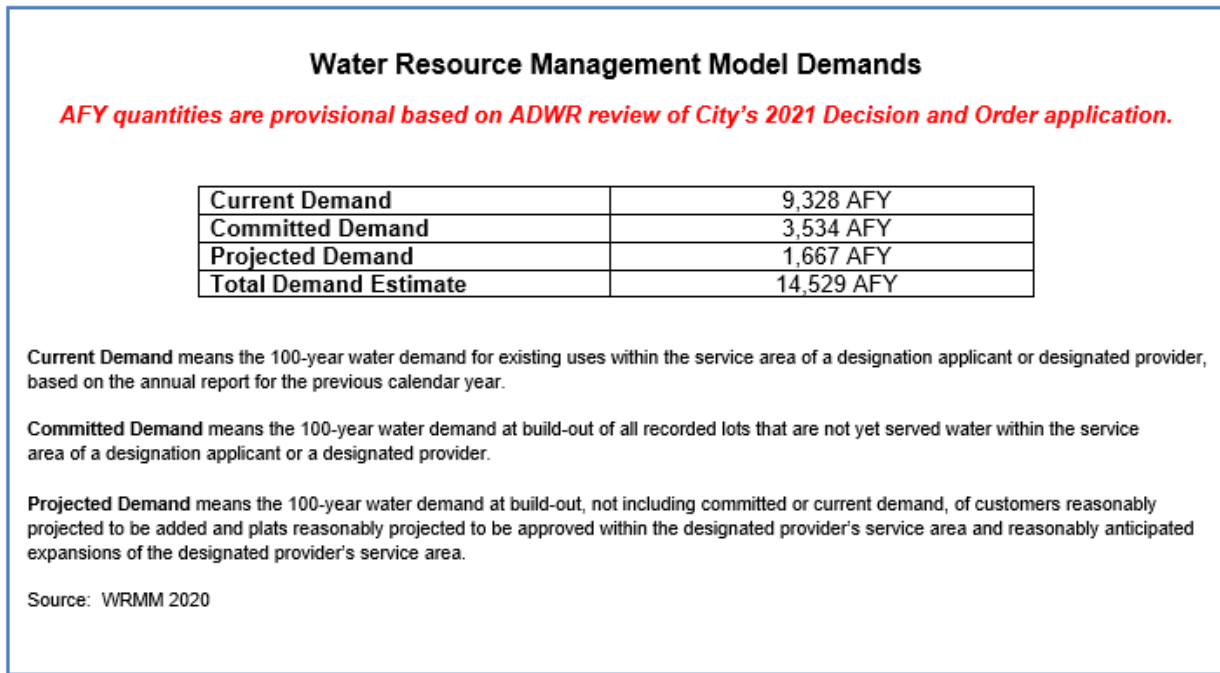 Water Resource Management Model Demands
AFY quantities are provisional based on ADWR review of City's 2021 Decision and Order application.
Current Demand 9,328 AFY
Committed Demand 3,534 AFY
Projected Demand 1,667 AFY
Total Demand Estimate 14,529 AFY
Current Demand means the 100-year water demand for existing uses within the service area of a designation applicant or designated provider,
based on the annual report for the previous calendar year.
Committed Demand means the 100-year water demand at build-out of all recorded lots that are not yet served water within the service
area of a designation applicant or a designated provider.
Projected Demand means the 100-year water demand at build-out, not including committed or current demand, of customers reasonably
projected to be added and plats reasonably projected to be approved within the designated provider's service area and reasonably anticipated
expansions of the designated provider's service area.
Source: WRMM 2020